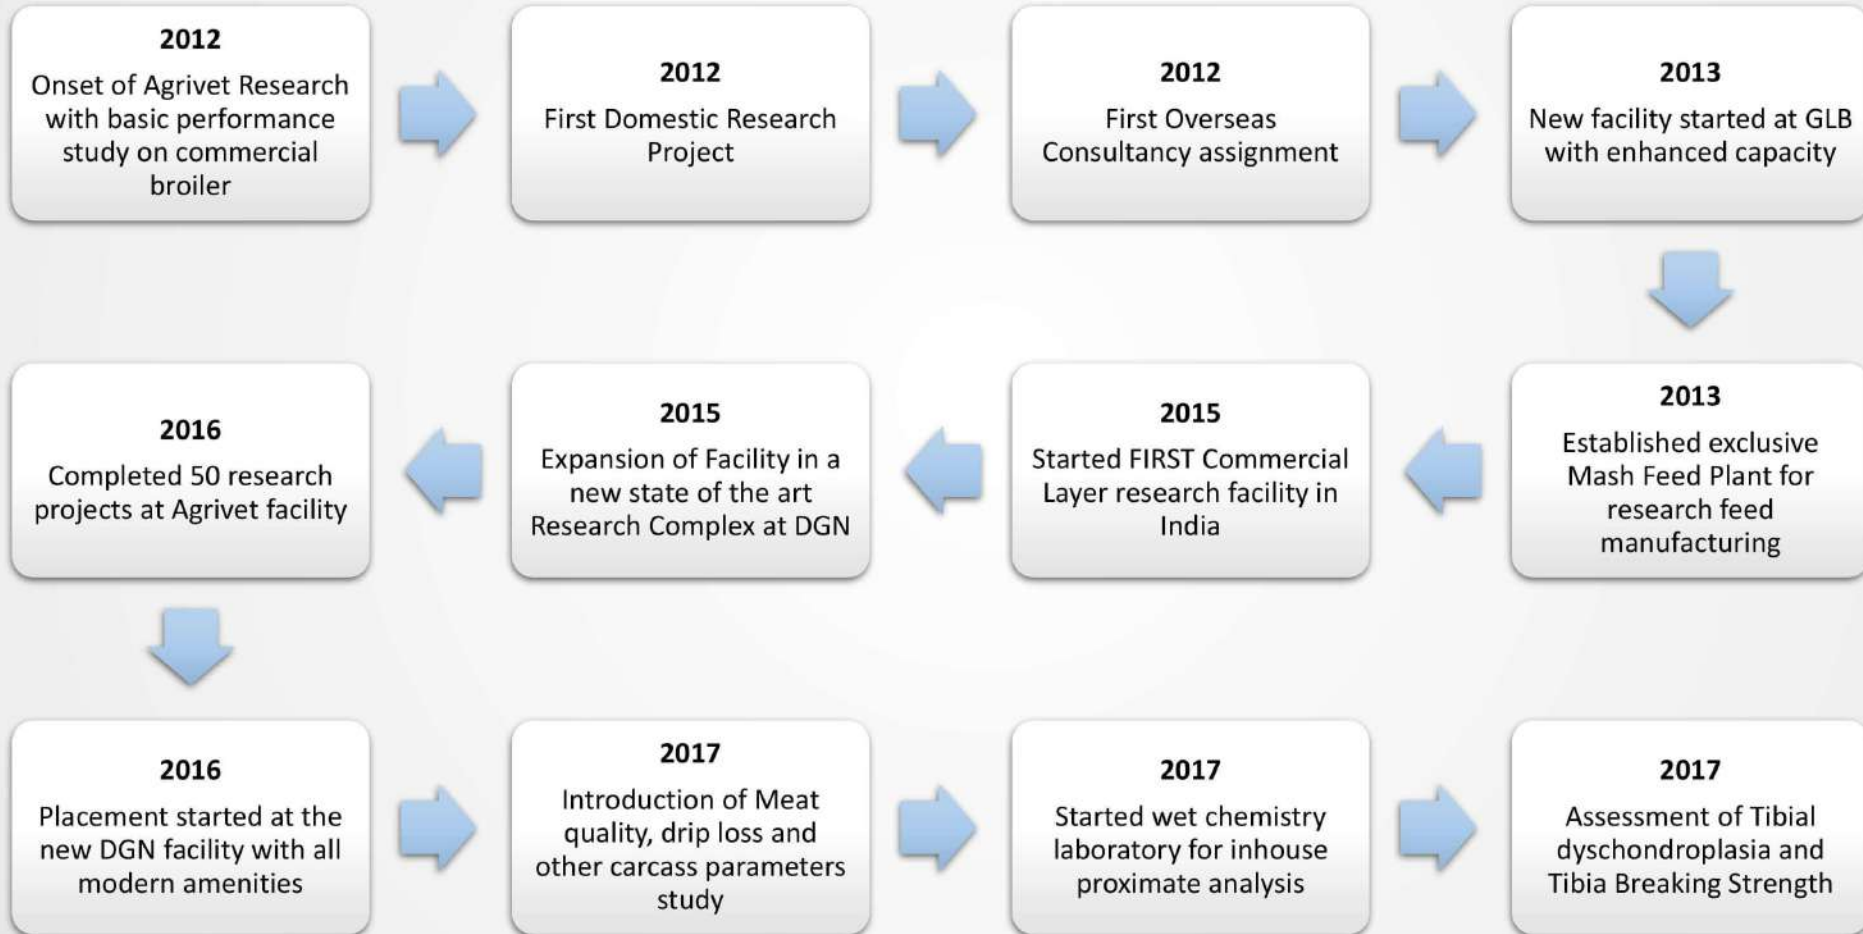 2012
Onset of Agrivet Research
with basic performance
study on commercial
broiler
2012
First Domestic Research
Project
2012
First Overseas
Consultancy assignment
2013
New facility started at GLB
with enhanced capacity
2013
Established exclusive
Mash Feed Plant for
research feed
manufacturing
2015
Started FIRST Commercial
Layer research facility in
India
2015
Expansion of Facility in a
new state of the art
Research Complex at DGN
2016
Completed 50 research
projects at Agrivet facility
2016
Placement started at the
new DGN facility with all
modern amenities
2017
Introduction of Meat
quality, drip loss and
other carcass parameters
study
2017
Started wet chemistry
laboratory for inhouse
proximate analysis
2017
Assessment of Tibial
dyschondroplasia and
Tibia Breaking Strength